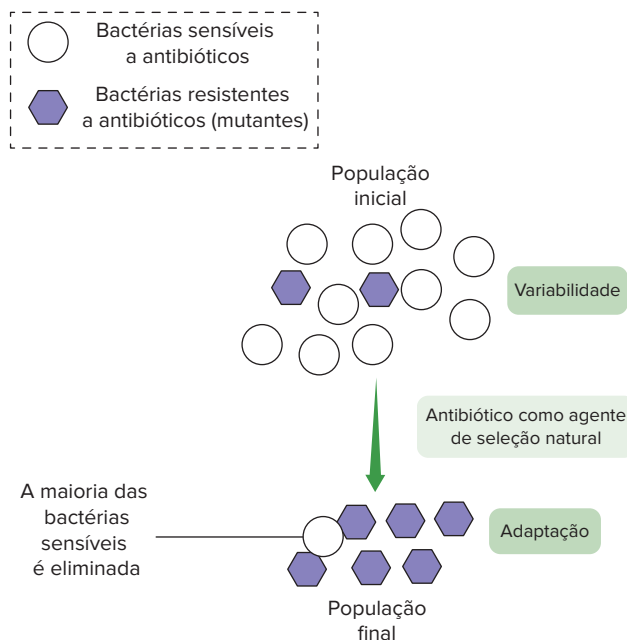 Bactérias sensíveis
a antibióticos
Bactérias resistentes
a antibióticos (mutantes)
População
inicial
Variabilidade
Antibiótico como agente
de seleção natural
A maioria das
bactérias
sensíveis
é eliminada
Adaptação
População
final